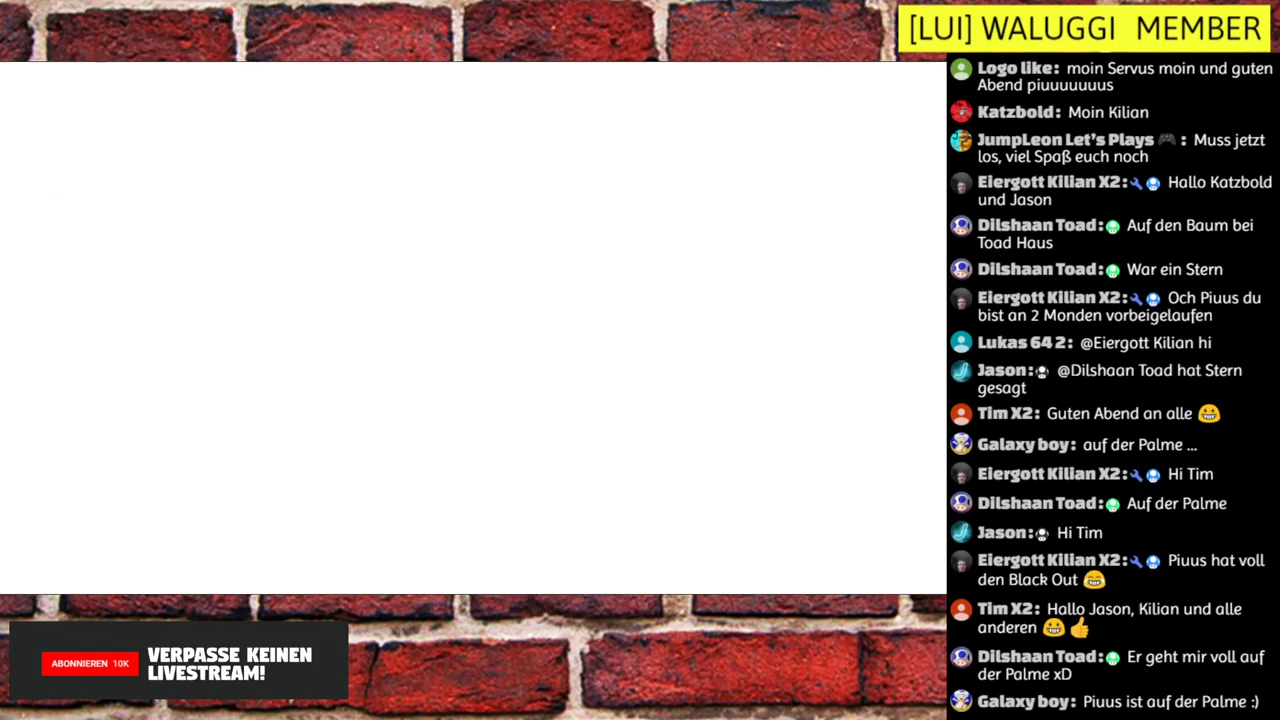 [LUI] WALUGGI MEMBER
Logo like: moin Servus moin und guten
Abend piuuuuuuus
Katzbold: Moin Kilian
JumpLeon Let's Plays 🎮 : Muss jetzt
los, viel Spaß euch noch
Eiergott Kilian X2: Hallo Katzbold
und Jason
Dilshaan Toad: Auf den Baum bei
Toad Haus
Dilshaan Toad: War ein Stern
Eiergott Kilian X2: Och Piuus du
bist an 2 Monden vorbeigelaufen
Lukas 64 2: @Eiergott Kilian hi
Jason: @Dilshaan Toad hat Stern
gesagt
Tim X2: Guten Abend an alle 😁
Galaxy boy: auf der Palme ...
Eiergott Kilian X2: Hi Tim
Dilshaan Toad: Auf der Palme
Jason: Hi Tim
Eiergott Kilian X2: Piuus hat voll
den Black Out 😂
Tim X2: Hallo Jason, Kilian und alle
anderen 😁👍
Dilshaan Toad: Er geht mir voll auf
der Palme xD
Galaxy boy: Piuus ist auf der Palme :)
ABONNIEREN 10K
VERPASSE KEINEN
LIVESTREAM!